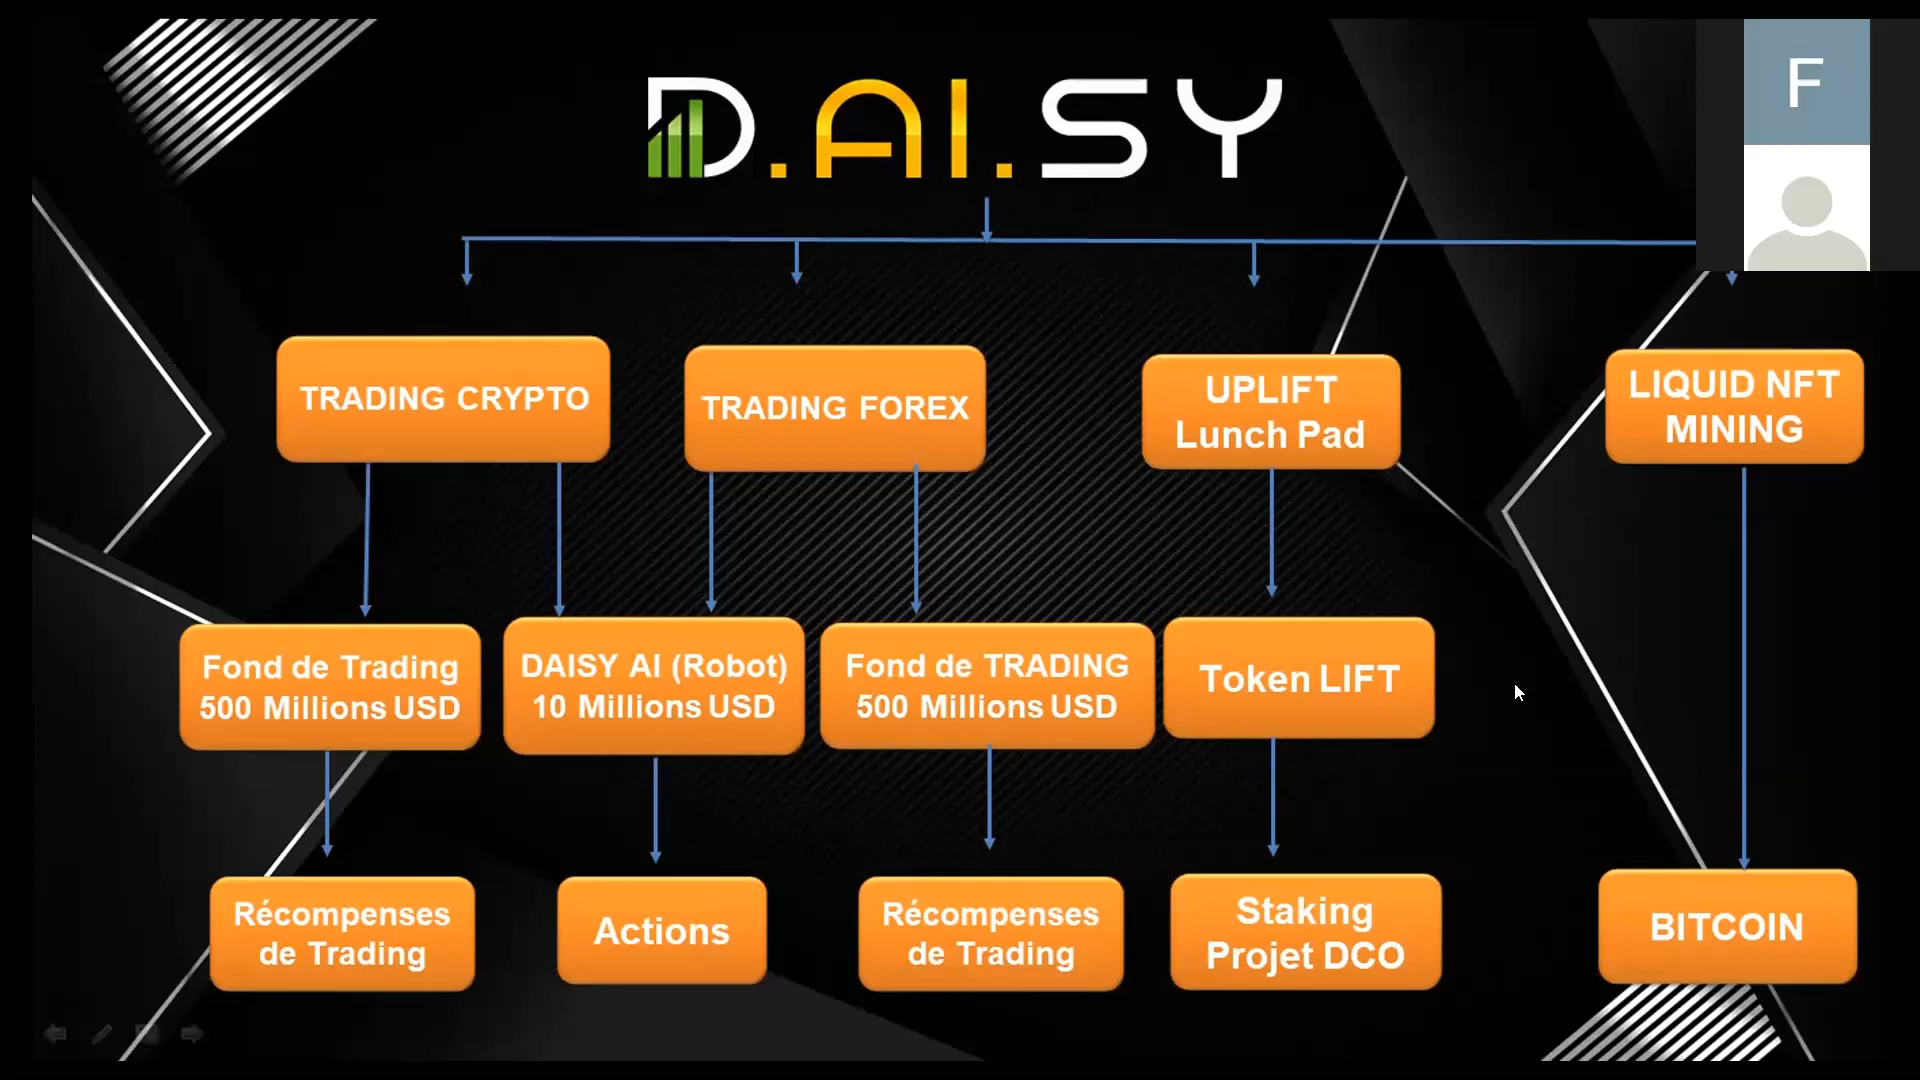 D.AI.SY
F
TRADING CRYPTO
TRADING FOREX
UPLIFT
Lunch Pad
LIQUID NFT
MINING
Fond de Trading
500 Millions USD
DAISY AI (Robot)
10 Millions USD
Fond de TRADING
500 Millions USD
Token LIFT
Récompenses
de Trading
Actions
Récompenses
de Trading
Staking
Projet DCO
BITCOIN